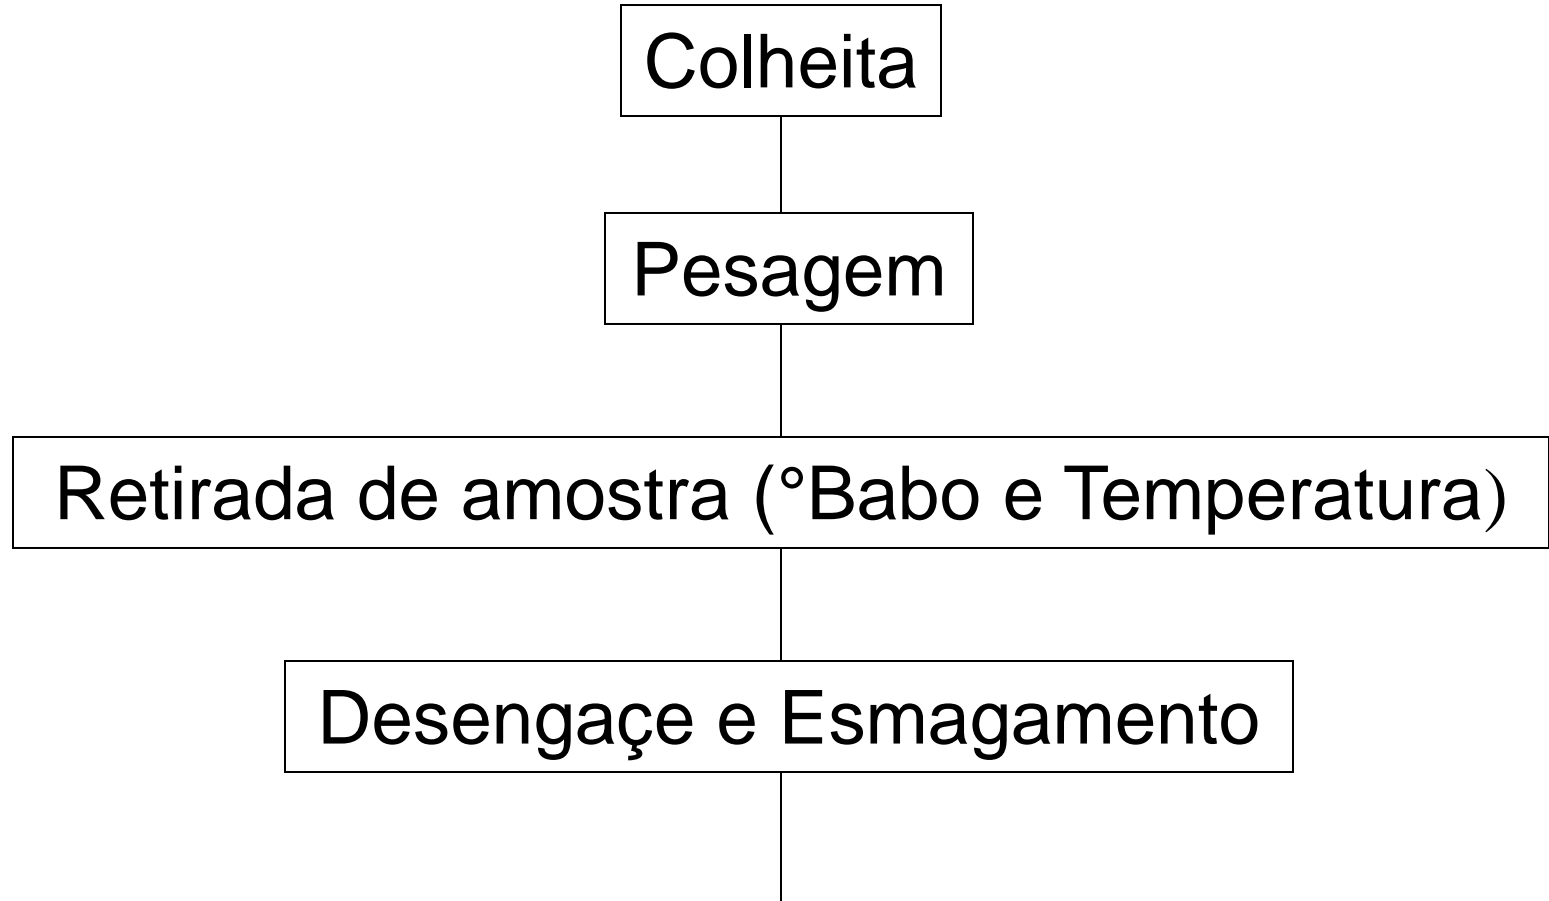 Colheita
Pesagem
Retirada de amostra (°Babo e Temperatura)
Desengaçe e Esmagamento